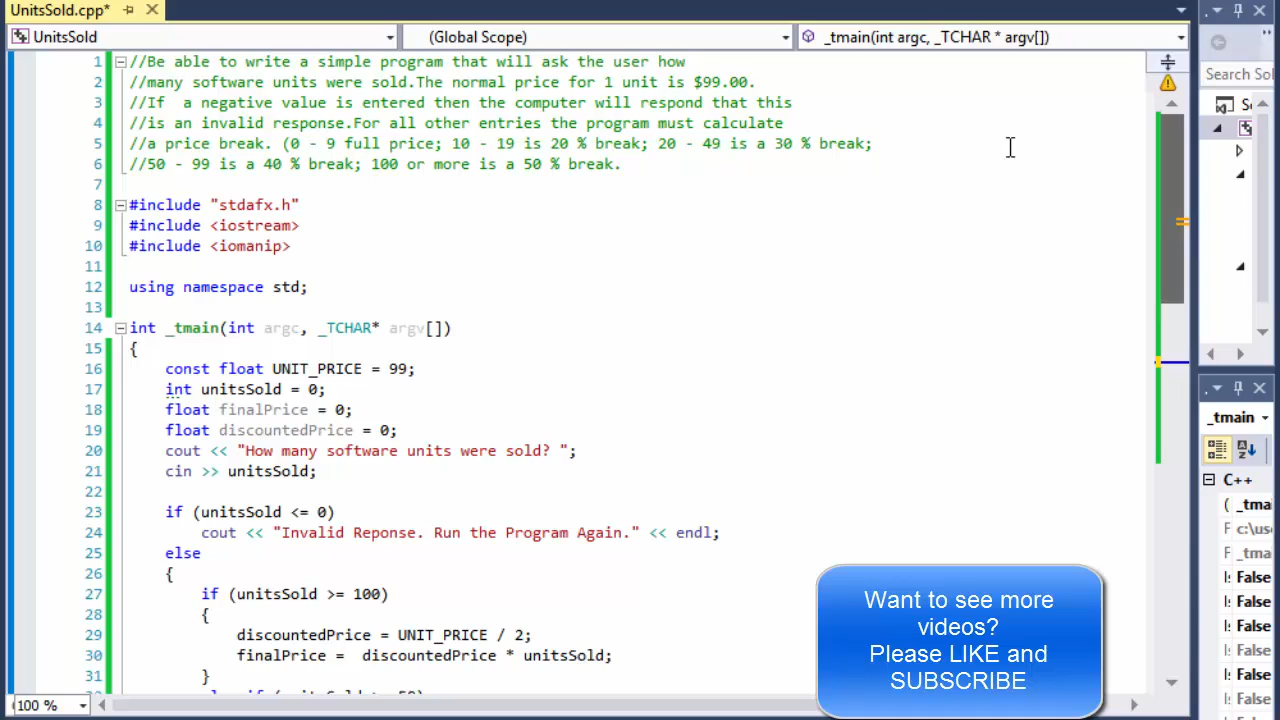 UnitsSold.cpp*
UnitsSold
(Global Scope)
_tmain(int argc, _TCHAR * argv[])
1 //Be able to write a simple program that will ask the user how
2 //many software units were sold.The normal price for 1 unit is $99.00.
3 //If  a negative value is entered then the computer will respond that this
4 //is an invalid response.For all other entries the program must calculate
5 //a price break. (0 - 9 full price; 10 - 19 is 20 % break; 20 - 49 is a 30 % break;
6 //50 - 99 is a 40 % break; 100 or more is a 50 % break.
7
8 #include "stdafx.h"
9 #include <iostream>
10 #include <iomanip>
11
12 using namespace std;
13
14 int _tmain(int argc, _TCHAR* argv[])
15 {
16 const float UNIT_PRICE = 99;
17 int unitsSold = 0;
18 float finalPrice = 0;
19 float discountedPrice = 0;
20 cout << "How many software units were sold? ";
21 cin >> unitsSold;
22
23 if (unitsSold <= 0)
24 cout << "Invalid Reponse. Run the Program Again." << endl;
25 else
26 {
27 if (unitsSold >= 100)
28 {
29 discountedPrice = UNIT_PRICE / 2;
30 finalPrice =  discountedPrice * unitsSold;
31 }
100 %
Want to see more
videos?
Please LIKE and
SUBSCRIBE
Search Sol
_tmain
C++
_tma
c:\us
_tma
False
False
False
False
False
False
False